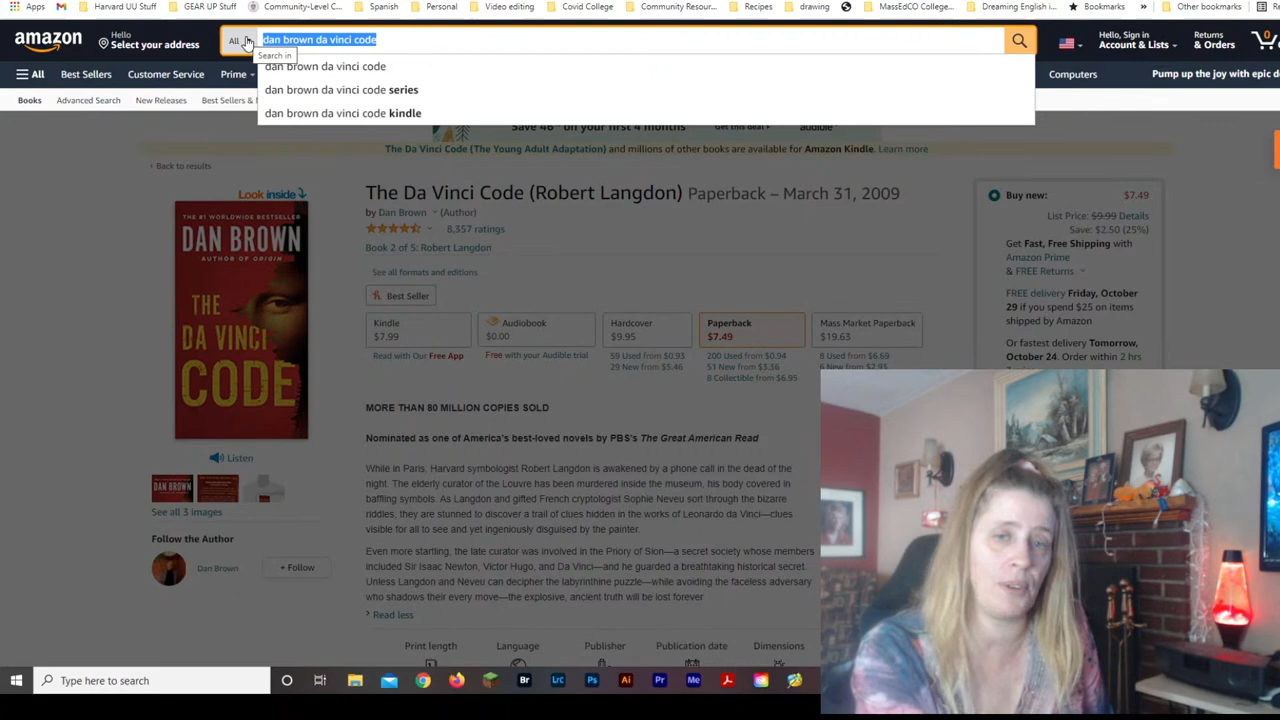 Apps Harvard UU Stuff GEAR UP Stuff Community-Level C... Spanish Personal Video editing Covid College Community Resour... Recipes drawing MassEdCO College... Dreaming English i... » Other bookmarks
amazon Hello Select your address All dan brown da vinci code Hello, Sign in Account & Lists Returns & Orders Cart
Search in
dan brown da vinci code
dan brown da vinci code series
dan brown da vinci code kindle
All Best Sellers Customer Service Prime Computers Pump up the joy with epic d
Books Advanced Search New Releases Best Sellers &
on your first 4 months audible
The Da Vinci Code (The Young Adult Adaptation) and millions of other books are available for Amazon Kindle. Learn more
‹ Back to results
Look inside
THE #1 WORLDWIDE BESTSELLER
DAN BROWN
AUTHOR OF ORIGIN
THE
DA VINCI
CODE
Listen
See all 3 images
Follow the Author
Dan Brown + Follow
The Da Vinci Code (Robert Langdon) Paperback – March 31, 2009
by Dan Brown (Author)
8,357 ratings
Book 2 of 5: Robert Langdon
See all formats and editions
Best Seller
Kindle
$7.99
Read with Our Free App
Audiobook
$0.00
Free with your Audible trial
Hardcover
$9.95
59 Used from $0.93
29 New from $3.46
Paperback
$7.49
200 Used from $0.94
51 New from $3.36
8 Collectible from $6.95
Mass Market Paperback
$19.63
8 Used from $6.69
MORE THAN 80 MILLION COPIES SOLD
Nominated as one of America's best-loved novels by PBS's The Great American Read
While in Paris, Harvard symbologist Robert Langdon is awakened by a phone call in the dead of the
night. The elderly curator of the Louvre has been murdered inside the museum, his body covered in
baffling symbols. As Langdon and gifted French cryptologist Sophie Neveu sort through the bizarre
riddles, they are stunned to discover a trail of clues hidden in the works of Leonardo da Vinci—clues
visible for all to see and yet ingeniously disguised by the painter.
Even more startling, the late curator was involved in the Priory of Sion—a secret society whose members
included Sir Isaac Newton, Victor Hugo, and Da Vinci—and he guarded a breathtaking historical secret.
Unless Langdon and Neveu can decipher the labyrinthine puzzle—while avoiding the faceless adversary
who shadows their every move—the explosive, ancient truth will be lost forever.
Read less
Print length Language Publisher Publication date Dimensions
Buy new: $7.49
List Price: $9.99 Details
Save: $2.50 (25%)
Get Fast, Free Shipping with
Amazon Prime
& FREE Returns
FREE delivery Friday, October
29 if you spend $25 on items
shipped by Amazon
Or fastest delivery Tomorrow,
October 24. Order within 2 hrs
Type here to search
Br Lrc Ps Ai Pr Me